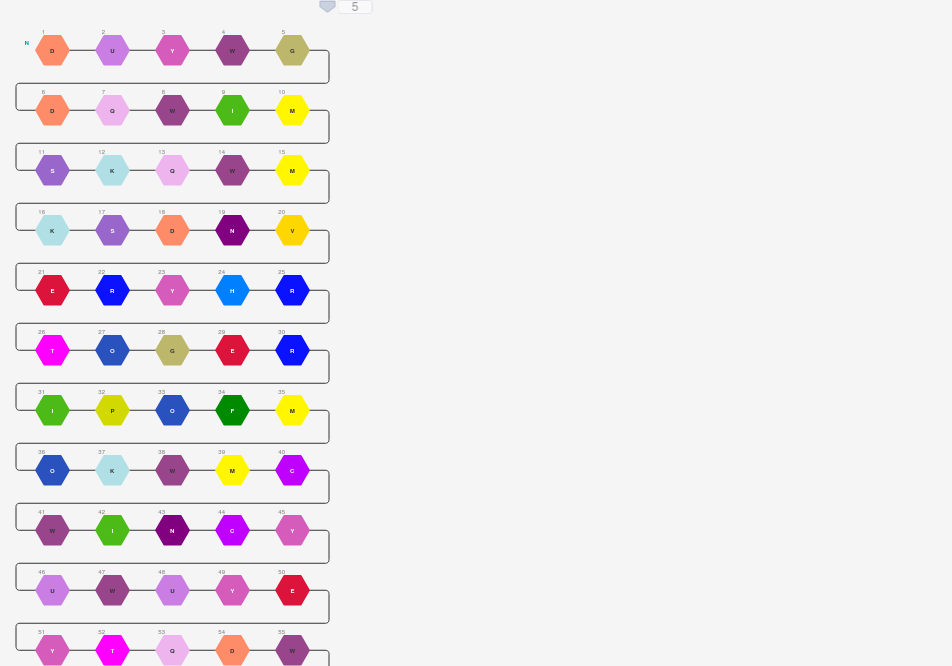 5
1 2 3 4 5
N D U Y W G
6 7 8 9 10
D Q W I M
11 12 13 14 15
S K Q W M
16 17 18 19 20
K S D N V
21 22 23 24 25
E R Y H R
26 27 28 29 30
T O G E R
31 32 33 34 35
I P O F M
36 37 38 39 40
O K W M C
41 42 43 44 45
W I N C Y
46 47 48 49 50
U W U Y E
51 52 53 54 55
Y T Q D W